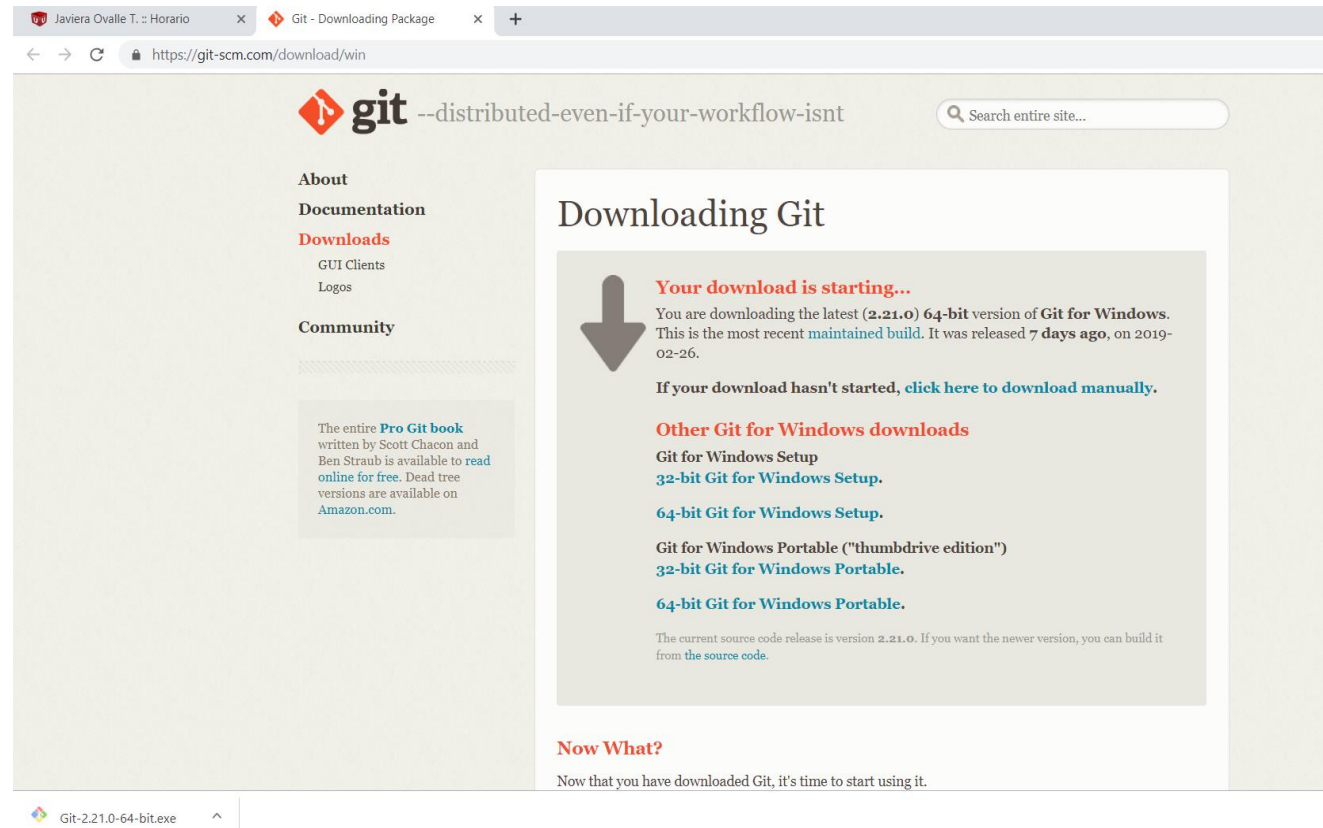 Javiera Ovalle T. :: Horario
Git - Downloading Package
https://git-scm.com/download/win
git --distributed-even-if-your-workflow-isnt
Search entire site...
About
Documentation
Downloads
GUI Clients
Logos
Community
The entire Pro Git book
written by Scott Chacon and
Ben Straub is available to read
online for free. Dead tree
versions are available on
Amazon.com.
Downloading Git
Your download is starting...
You are downloading the latest (2.21.0) 64-bit version of Git for Windows.
This is the most recent maintained build. It was released 7 days ago, on 2019-
02-26.
If your download hasn't started, click here to download manually.
Other Git for Windows downloads
Git for Windows Setup
32-bit Git for Windows Setup.
64-bit Git for Windows Setup.
Git for Windows Portable ("thumbdrive edition")
32-bit Git for Windows Portable.
64-bit Git for Windows Portable.
The current source code release is version 2.21.0. If you want the newer version, you can build it
from the source code.
Now What?
Now that you have downloaded Git, it's time to start using it.
Git-2.21.0-64-bit.exe